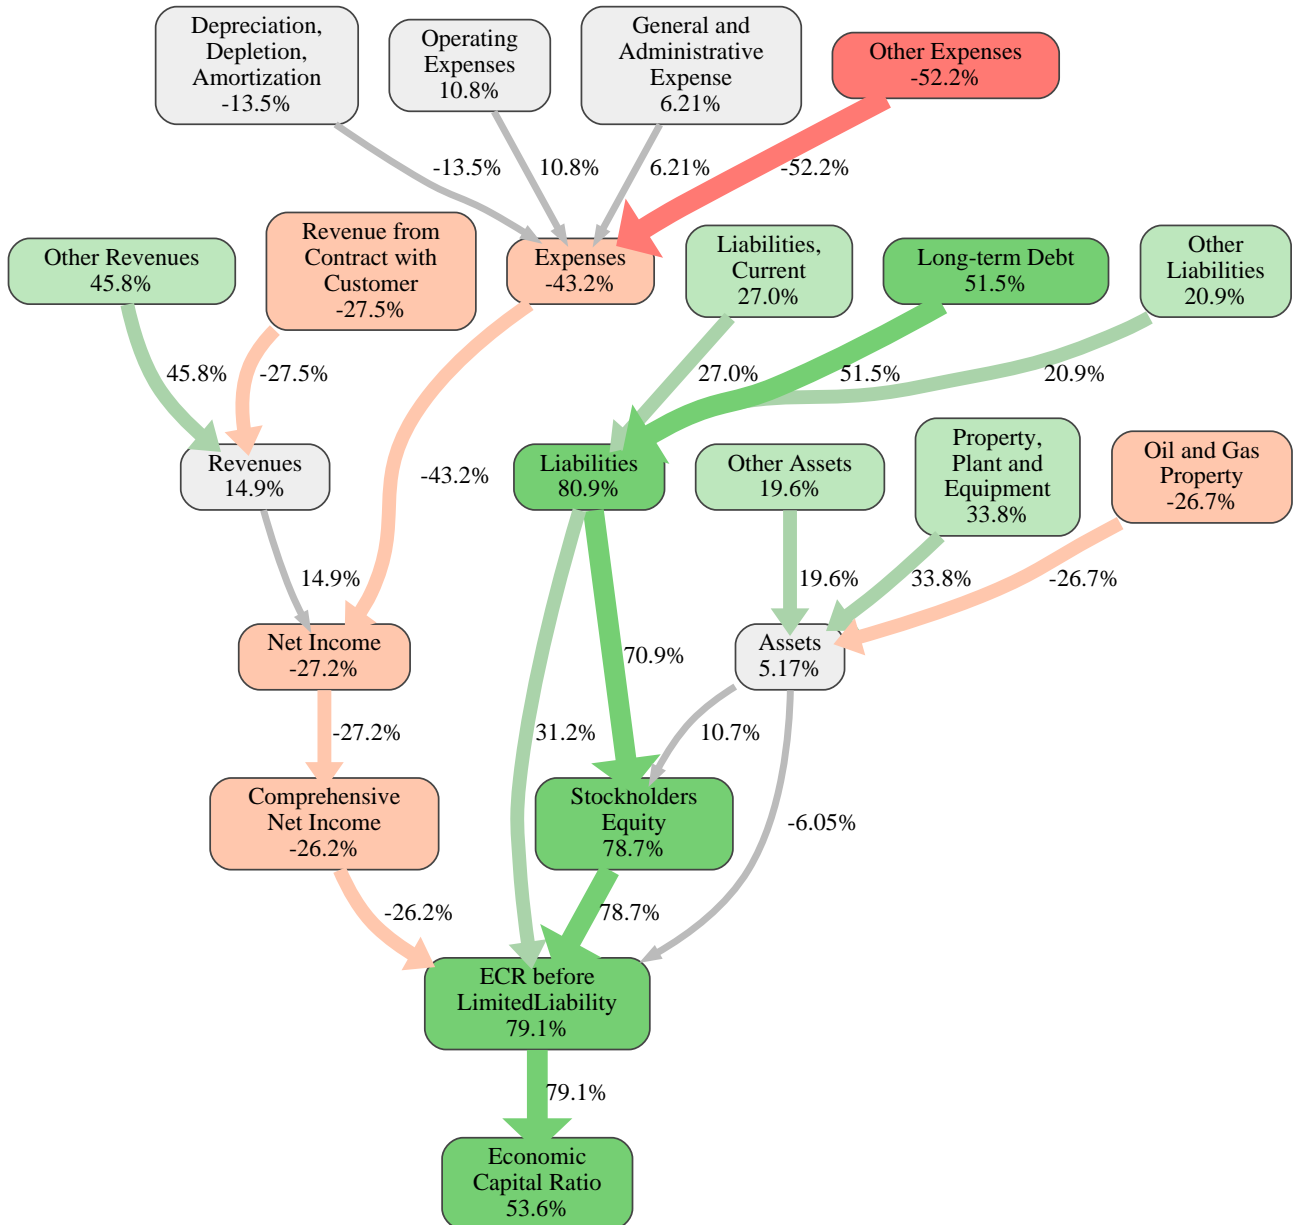 Depreciation,
Depletion,
Amortization
-13.5%
Operating
Expenses
10.8%
General and
Administrative
Expense
6.21%
Other Expenses
-52.2%
-13.5%
10.8%
6.21%
-52.2%
Other Revenues
45.8%
Revenue from
Contract with
Customer
-27.5%
Expenses
-43.2%
Liabilities,
Current
27.0%
Long-term Debt
51.5%
Other
Liabilities
20.9%
45.8%
-27.5%
27.0%
51.5%
20.9%
Revenues
14.9%
-43.2%
Liabilities
80.9%
Other Assets
19.6%
Property,
Plant and
Equipment
33.8%
Oil and Gas
Property
-26.7%
14.9%
19.6%
33.8%
-26.7%
Net Income
-27.2%
70.9%
Assets
5.17%
-27.2%
31.2%
10.7%
Comprehensive
Net Income
-26.2%
Stockholders
Equity
78.7%
-6.05%
-26.2%
78.7%
ECR before
LimitedLiability
79.1%
79.1%
Economic
Capital Ratio
53.6%